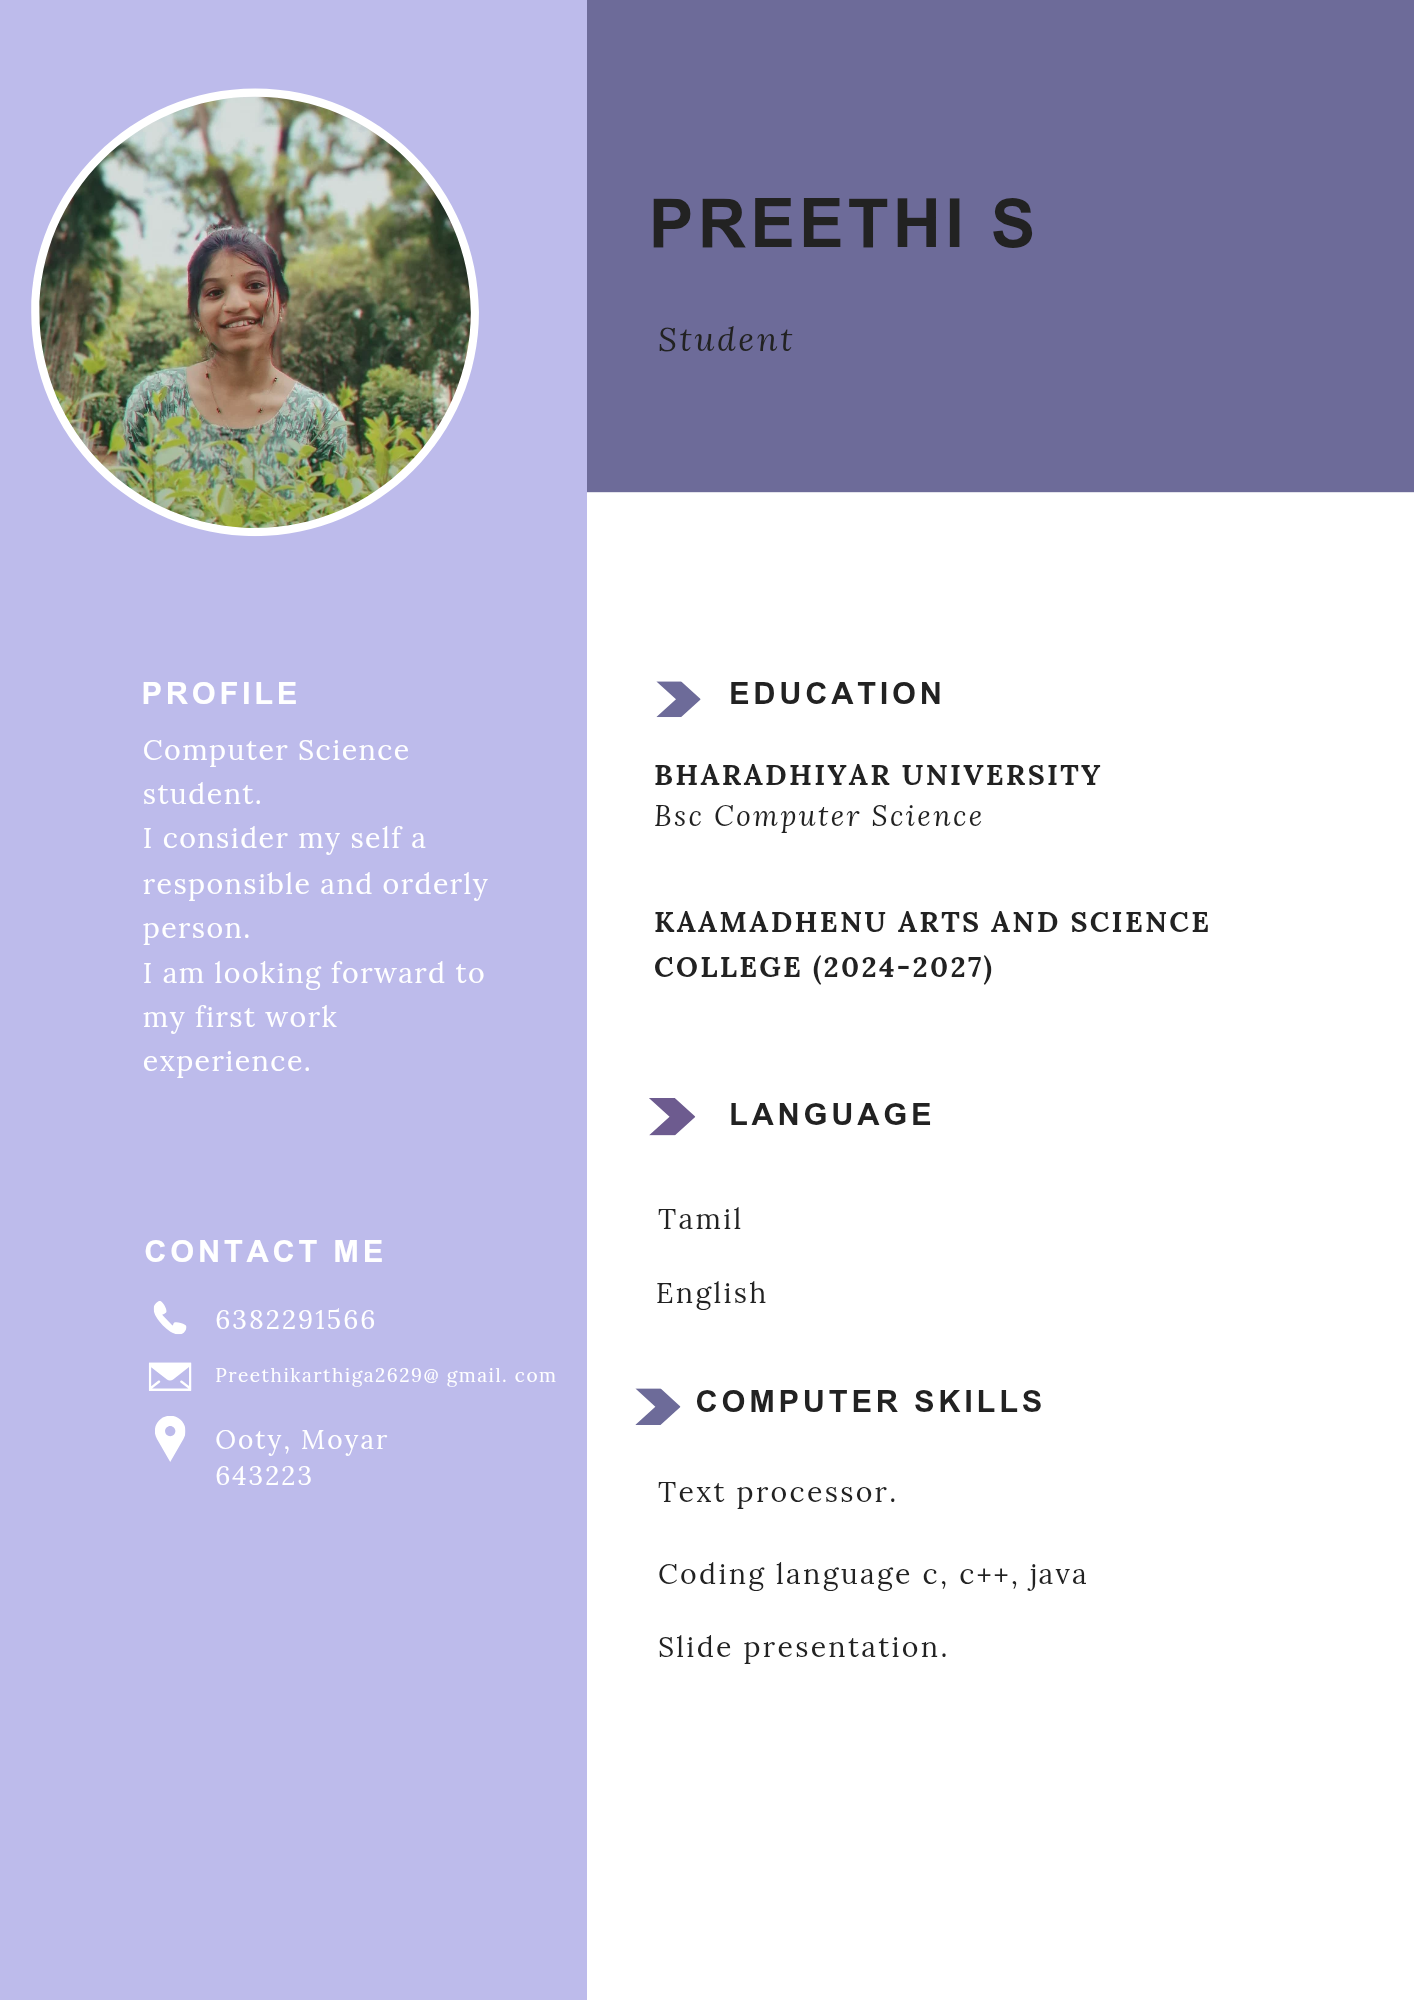 PREETHI S
Student
PROFILE
Computer Science
student.
I consider my self a
responsible and orderly
person.
I am looking forward to
my first work
experience.
CONTACT ME
6382291566
Preethikarthiga2629@ gmail. com
Ooty, Moyar
643223
EDUCATION
BHARADHIYAR UNIVERSITY
Bsc Computer Science
KAAMADHENU ARTS AND SCIENCE
COLLEGE (2024-2027)
LANGUAGE
Tamil
English
COMPUTER SKILLS
Text processor.
Coding language c, c++, java
Slide presentation.